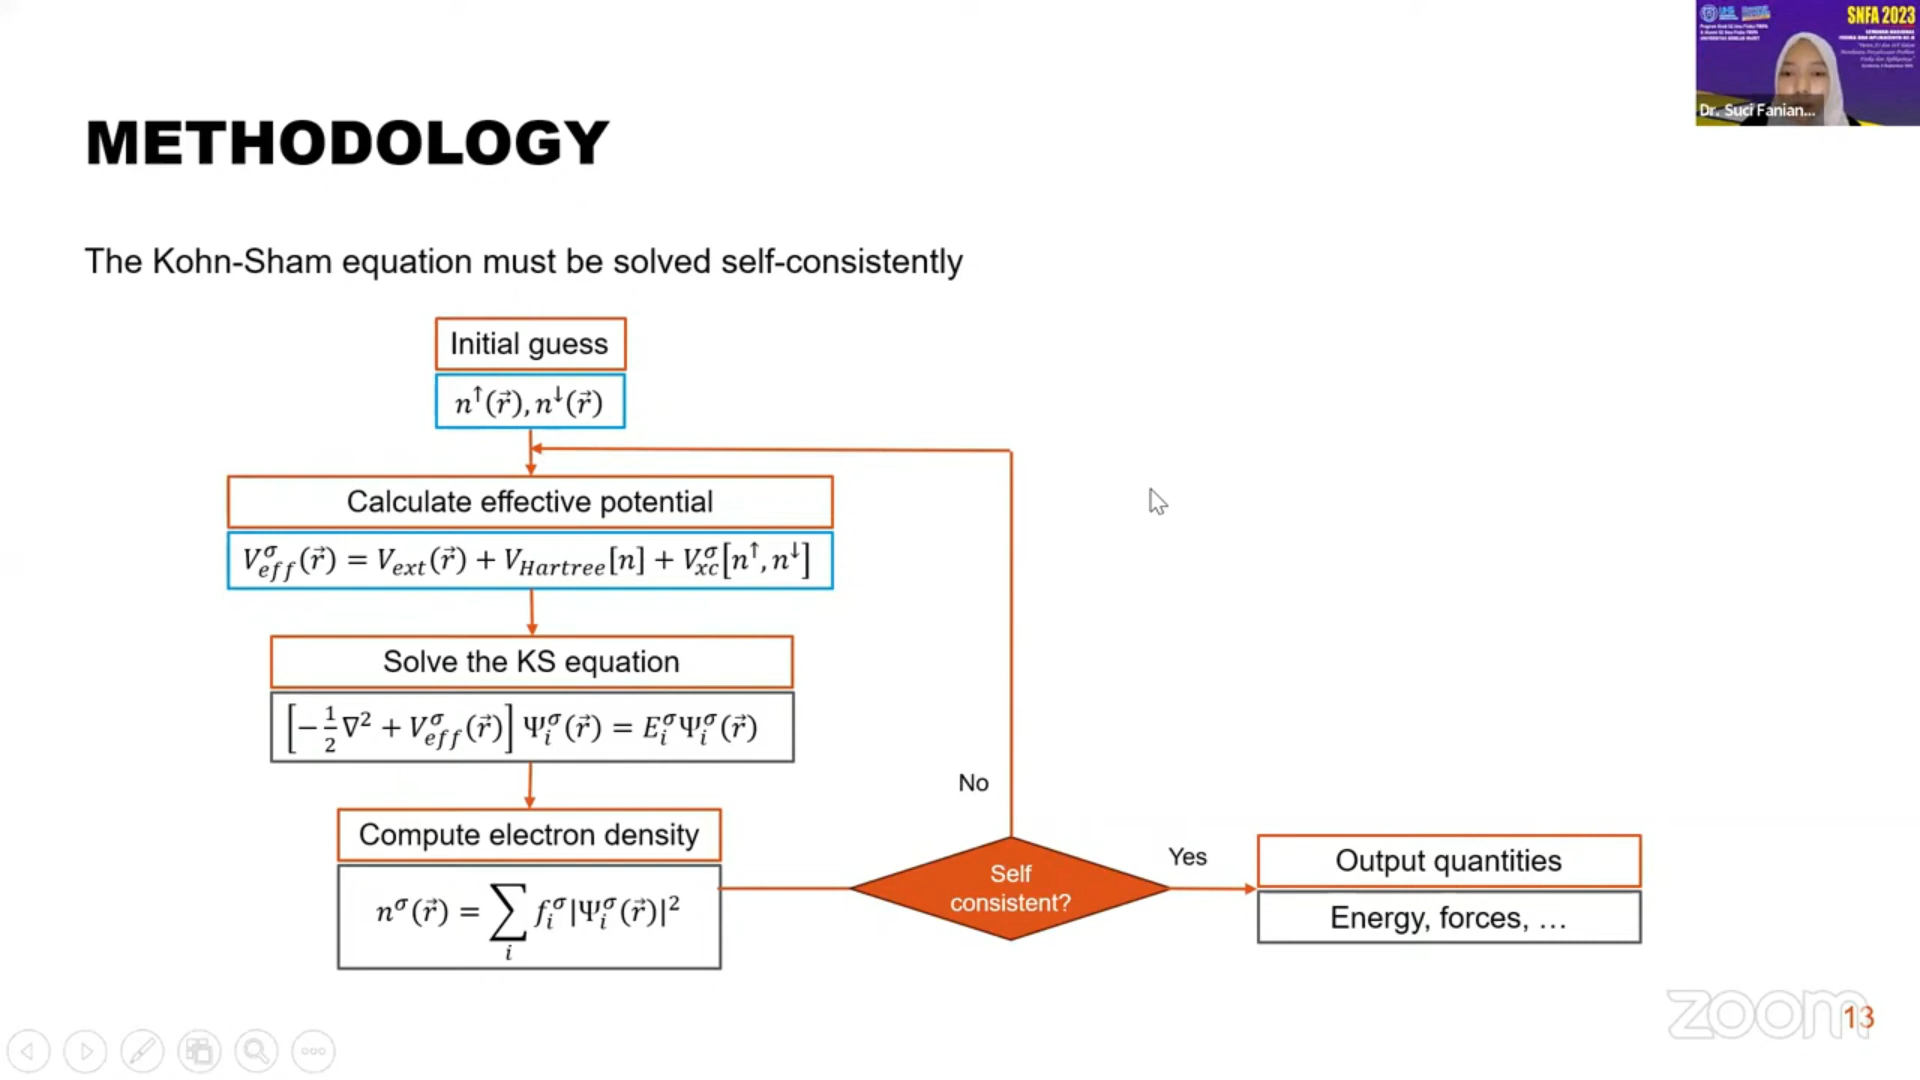 SNFA 2023
Dr. Suci Fanian...
METHODOLOGY
The Kohn-Sham equation must be solved self-consistently
Initial guess
n↑(r⃗), n↓(r⃗)
Calculate effective potential
V^σ_eff(r⃗) = V_ext(r⃗) + V_Hartree[n] + V^σ_xc[n↑, n↓]
Solve the KS equation
[−1/2 ∇² + V^σ_eff(r⃗)] Ψ^σ_i(r⃗) = E^σ_i Ψ^σ_i(r⃗)
No
Compute electron density
n^σ(r⃗) = ∑_i f^σ_i |Ψ^σ_i(r⃗)|²
Self
consistent?
Yes
Output quantities
Energy, forces, …
zoom
13